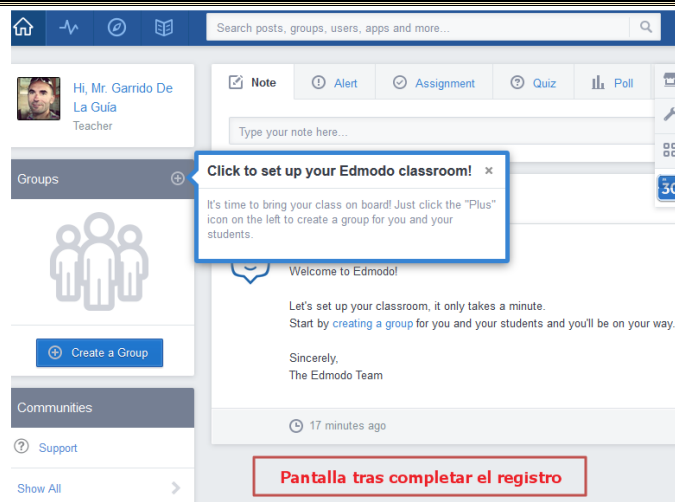 Search posts, groups, users, apps and more...
Hi, Mr. Garrido De
La Guía
Teacher
Note
Alert
Assignment
Quiz
Poll
Type your note here...
Groups
Click to set up your Edmodo classroom! ×
It's time to bring your class on board! Just click the "Plus"
icon on the left to create a group for you and your
students.
30
Welcome to Edmodo!
Let's set up your classroom, it only takes a minute.
Start by creating a group for you and your students and you'll be on your way.
Sincerely,
The Edmodo Team
Create a Group
17 minutes ago
Communities
Support
Show All
Pantalla tras completar el registro